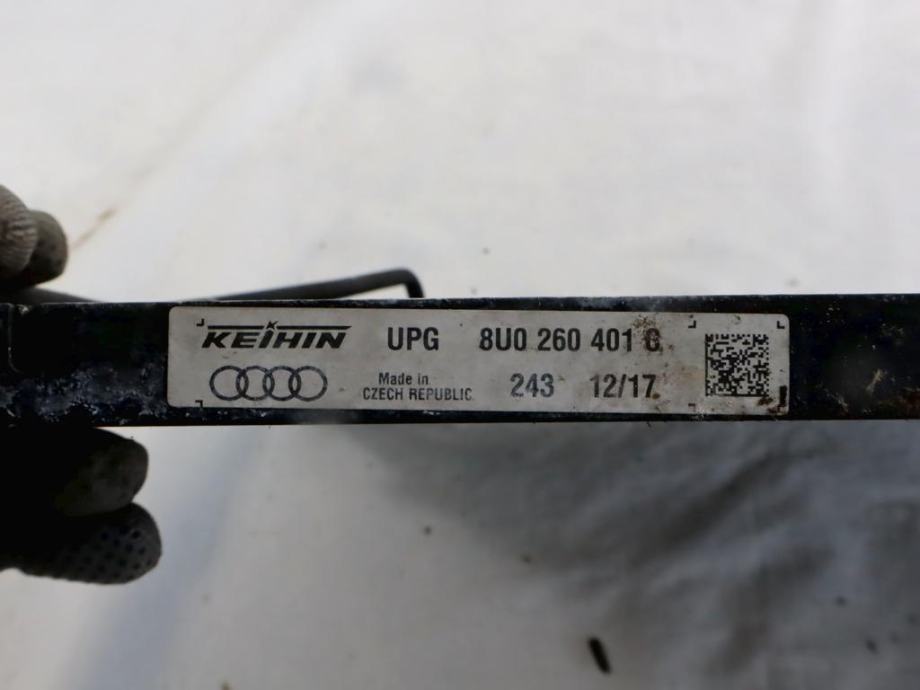 KEIHIN UPG 8U0 260 401 C
Made in
CZECH REPUBLIC 243 12/17